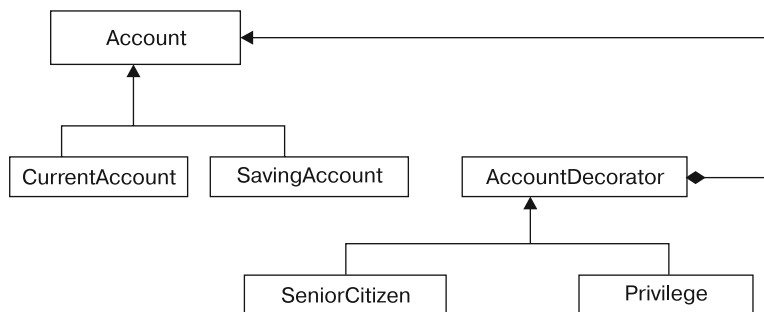 Account
CurrentAccount
SavingAccount
AccountDecorator
SeniorCitizen
Privilege